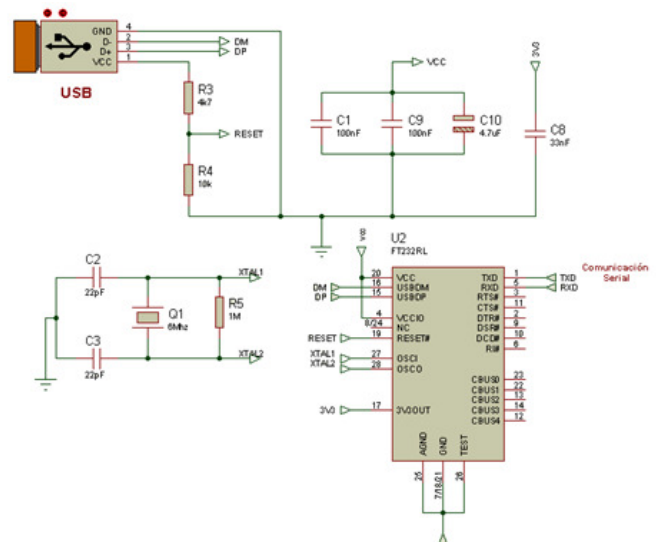 GND 4
D- 2 DM
D+ 3 DP
VCC 1
USB
R3
4k7
RESET
R4
10k
VCC
C1
100nF
C9
100nF
C10
4.7uF
3V3
C8
33nF
C2
22pF
XTAL1
Q1
6Mhz
R5
1M
C3
22pF
XTAL2
U2
FT232RL
VCC
20 VCC TXD 1 TXD
DM 16 USBDM RXD 5 RXD
DP 15 USBDP RTS# 3
CTS# 11
4 VCCIO DTR# 2
8/24 NC DSR# 9
RESET 19 RESET# DCD# 10
RI# 6
XTAL1 27 OSCI
XTAL2 28 OSCO
CBUS0 23
CBUS1 22
CBUS2 13
3V3 17 3V3OUT CBUS3 14
CBUS4 12
AGND GND TEST
25 7/18/21 26
Comunicación
Serial